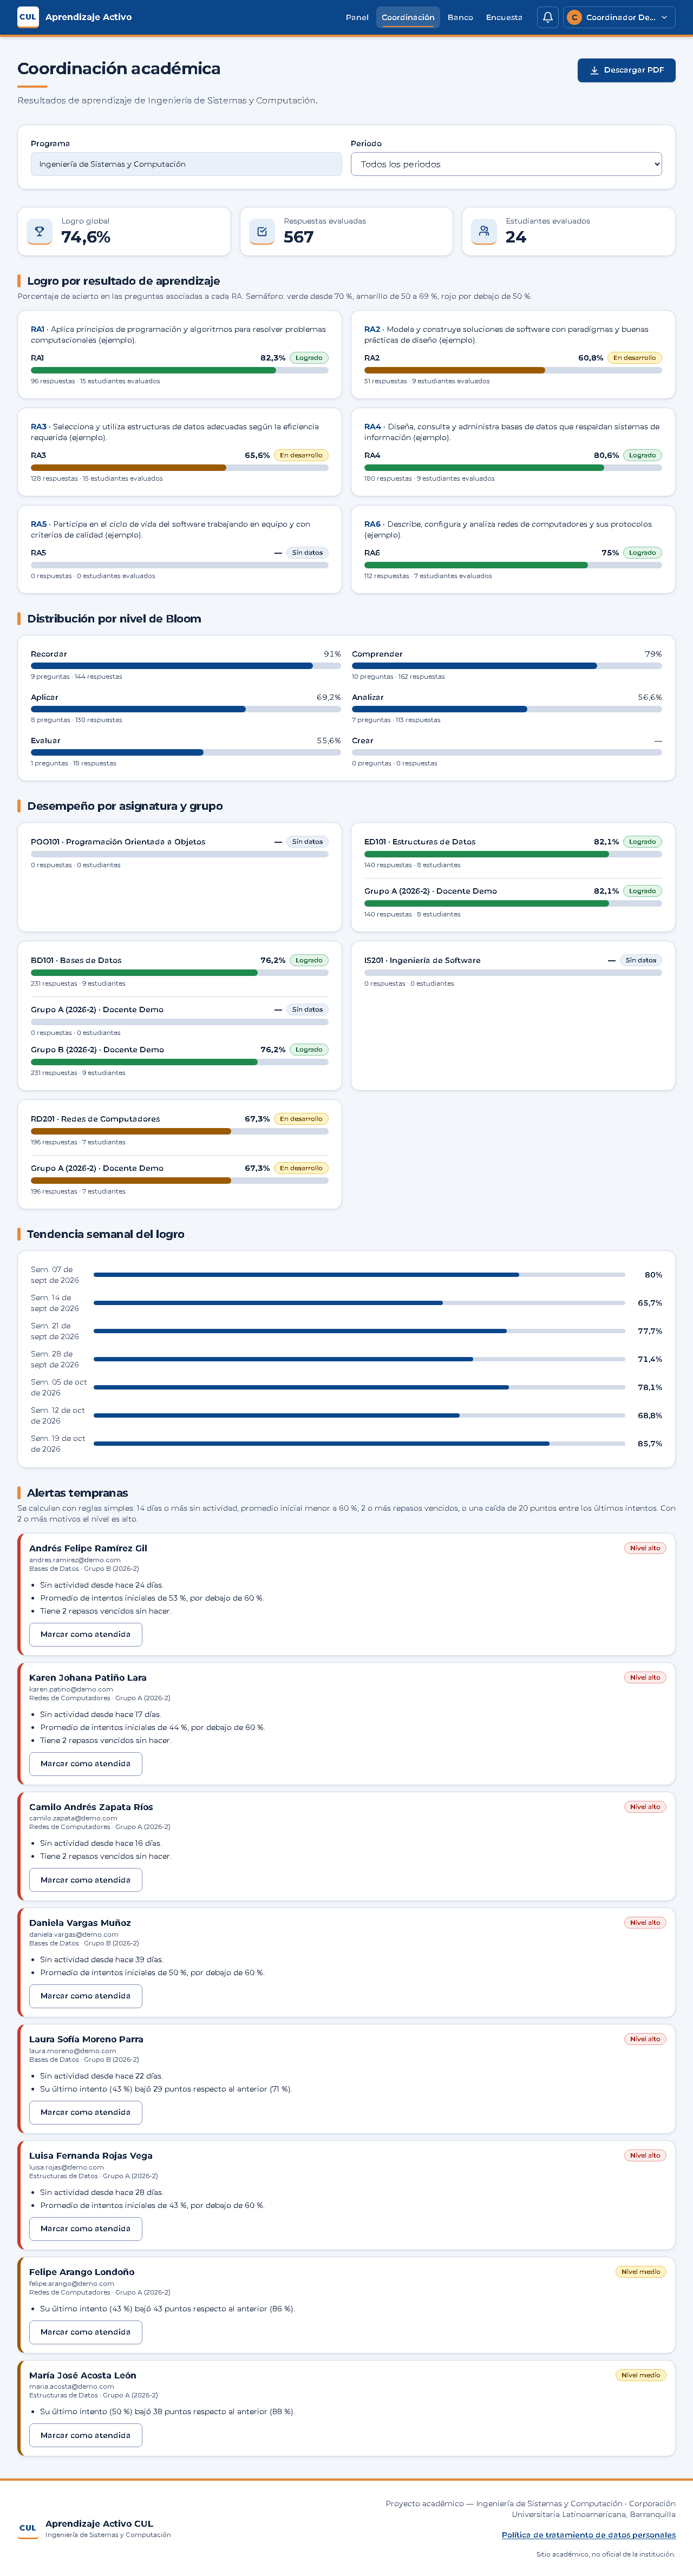 CUL Aprendizaje Activo Panel Coordinación Banco Encuesta C Coordinador De...
Coordinación académica
Descargar PDF
Resultados de aprendizaje de Ingeniería de Sistemas y Computación.
Programa Periodo
Ingeniería de Sistemas y Computación Todos los periodos
Logro global
74,6%
Respuestas evaluadas
567
Estudiantes evaluados
24
Logro por resultado de aprendizaje
Porcentaje de acierto en las preguntas asociadas a cada RA. Semáforo: verde desde 70 %, amarillo de 50 a 69 %, rojo por debajo de 50 %.
RA1 · Aplica principios de programación y algoritmos para resolver problemas
computacionales (ejemplo).
RA1 82,3% Logrado
96 respuestas · 15 estudiantes evaluados
RA2 · Modela y construye soluciones de software con paradigmas y buenas
prácticas de diseño (ejemplo).
RA2 60,8% En desarrollo
51 respuestas · 9 estudiantes evaluados
RA3 · Selecciona y utiliza estructuras de datos adecuadas según la eficiencia
requerida (ejemplo).
RA3 65,6% En desarrollo
128 respuestas · 15 estudiantes evaluados
RA4 · Diseña, consulta y administra bases de datos que respaldan sistemas de
información (ejemplo).
RA4 80,6% Logrado
180 respuestas · 9 estudiantes evaluados
RA5 · Participa en el ciclo de vida del software trabajando en equipo y con
criterios de calidad (ejemplo).
RA5 — Sin datos
0 respuestas · 0 estudiantes evaluados
RA6 · Describe, configura y analiza redes de computadores y sus protocolos
(ejemplo).
RA6 75% Logrado
112 respuestas · 7 estudiantes evaluados
Distribución por nivel de Bloom
Recordar 91%
9 preguntas · 144 respuestas
Comprender 79%
10 preguntas · 162 respuestas
Aplicar 69,2%
8 preguntas · 130 respuestas
Analizar 56,6%
7 preguntas · 113 respuestas
Evaluar 55,6%
1 preguntas · 18 respuestas
Crear —
0 preguntas · 0 respuestas
Desempeño por asignatura y grupo
POO101 · Programación Orientada a Objetos — Sin datos
0 respuestas · 0 estudiantes
ED101 · Estructuras de Datos 82,1% Logrado
140 respuestas · 8 estudiantes
Grupo A (2026-2) · Docente Demo 82,1% Logrado
140 respuestas · 8 estudiantes
BD101 · Bases de Datos 76,2% Logrado
231 respuestas · 9 estudiantes
Grupo A (2026-2) · Docente Demo — Sin datos
0 respuestas · 0 estudiantes
Grupo B (2026-2) · Docente Demo 76,2% Logrado
231 respuestas · 9 estudiantes
IS201 · Ingeniería de Software — Sin datos
0 respuestas · 0 estudiantes
RD201 · Redes de Computadores 67,3% En desarrollo
196 respuestas · 7 estudiantes
Grupo A (2026-2) · Docente Demo 67,3% En desarrollo
196 respuestas · 7 estudiantes
Tendencia semanal del logro
Sem. 07 de
sept de 2026 80%
Sem. 14 de
sept de 2026 65,7%
Sem. 21 de
sept de 2026 77,7%
Sem. 28 de
sept de 2026 71,4%
Sem. 05 de oct
de 2026 78,1%
Sem. 12 de oct
de 2026 68,8%
Sem. 19 de oct
de 2026 85,7%
Alertas tempranas
Se calculan con reglas simples: 14 días o más sin actividad, promedio inicial menor a 60 %, 2 o más repasos vencidos, o una caída de 20 puntos entre los últimos intentos. Con
2 o más motivos el nivel es alto.
Andrés Felipe Ramírez Gil Nivel alto
andres.ramirez@demo.com
Bases de Datos · Grupo B (2026-2)
• Sin actividad desde hace 24 días.
• Promedio de intentos iniciales de 53 %, por debajo de 60 %.
• Tiene 2 repasos vencidos sin hacer.
Marcar como atendida
Karen Johana Patiño Lara Nivel alto
karen.patino@demo.com
Redes de Computadores · Grupo A (2026-2)
• Sin actividad desde hace 17 días.
• Promedio de intentos iniciales de 44 %, por debajo de 60 %.
• Tiene 2 repasos vencidos sin hacer.
Marcar como atendida
Camilo Andrés Zapata Ríos Nivel alto
camilo.zapata@demo.com
Redes de Computadores · Grupo A (2026-2)
• Sin actividad desde hace 16 días.
• Tiene 2 repasos vencidos sin hacer.
Marcar como atendida
Daniela Vargas Muñoz Nivel alto
daniela.vargas@demo.com
Bases de Datos · Grupo B (2026-2)
• Sin actividad desde hace 39 días.
• Promedio de intentos iniciales de 50 %, por debajo de 60 %.
Marcar como atendida
Laura Sofía Moreno Parra Nivel alto
laura.moreno@demo.com
Bases de Datos · Grupo B (2026-2)
• Sin actividad desde hace 22 días.
• Su último intento (43 %) bajó 29 puntos respecto al anterior (71 %).
Marcar como atendida
Luisa Fernanda Rojas Vega Nivel alto
luisa.rojas@demo.com
Estructuras de Datos · Grupo A (2026-2)
• Sin actividad desde hace 28 días.
• Promedio de intentos iniciales de 43 %, por debajo de 60 %.
Marcar como atendida
Felipe Arango Londoño Nivel medio
felipe.arango@demo.com
Redes de Computadores · Grupo A (2026-2)
• Su último intento (43 %) bajó 43 puntos respecto al anterior (86 %).
Marcar como atendida
María José Acosta León Nivel medio
maria.acosta@demo.com
Estructuras de Datos · Grupo A (2026-2)
• Su último intento (50 %) bajó 38 puntos respecto al anterior (88 %).
Marcar como atendida
CUL Aprendizaje Activo CUL
Ingeniería de Sistemas y Computación
Proyecto académico — Ingeniería de Sistemas y Computación · Corporación
Universitaria Latinoamericana, Barranquilla
Política de tratamiento de datos personales
Sitio académico, no oficial de la institución.